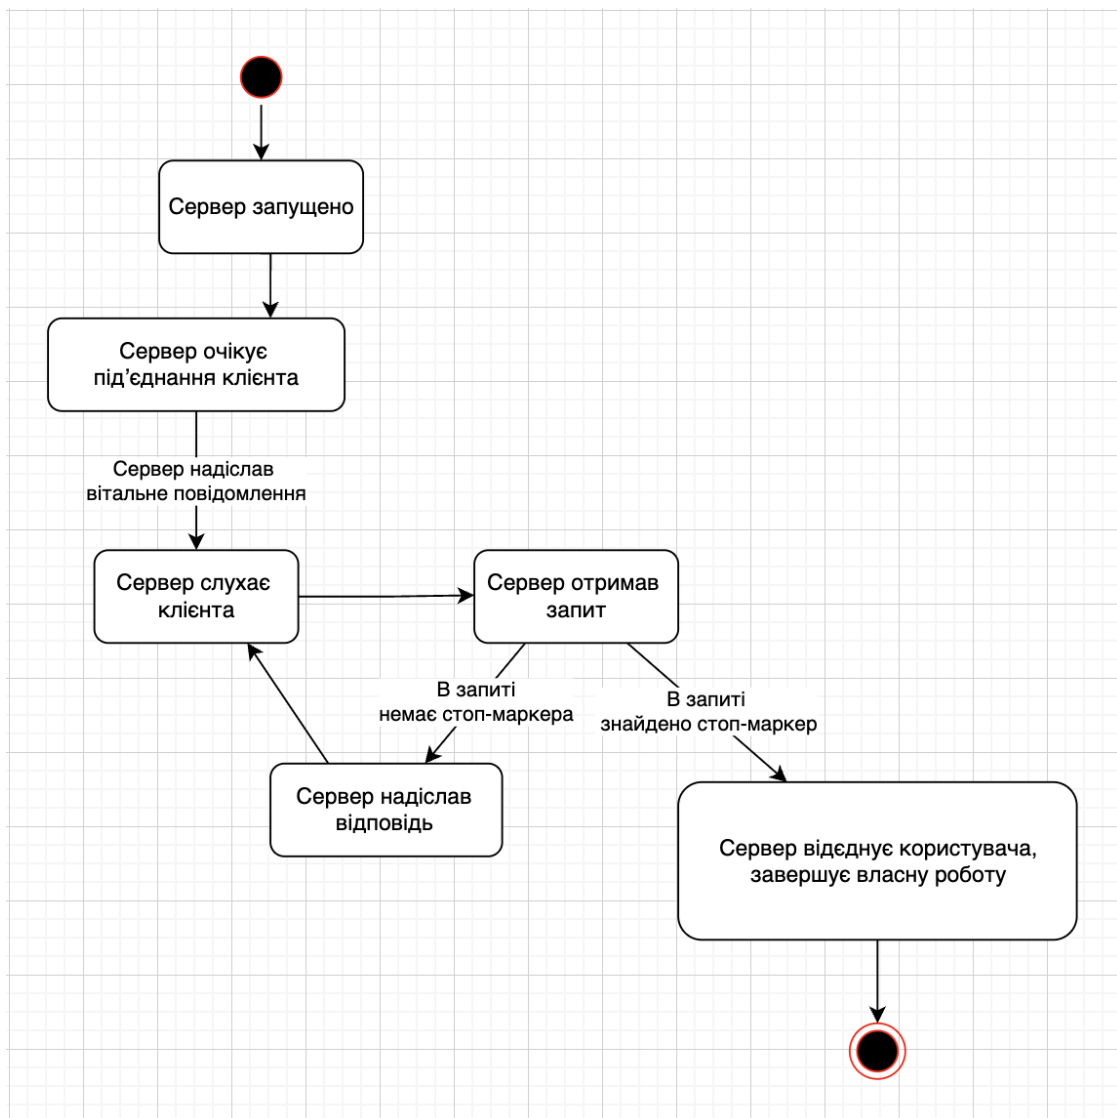 Сервер запущено
Сервер очікує
під’єднання клієнта
Сервер надіслав
вітальне повідомлення
Сервер слухає
клієнта
Сервер отримав
запит
В запиті
немає стоп-маркера
В запиті
знайдено стоп-маркер
Сервер надіслав
відповідь
Сервер відєднує користувача,
завершує власну роботу